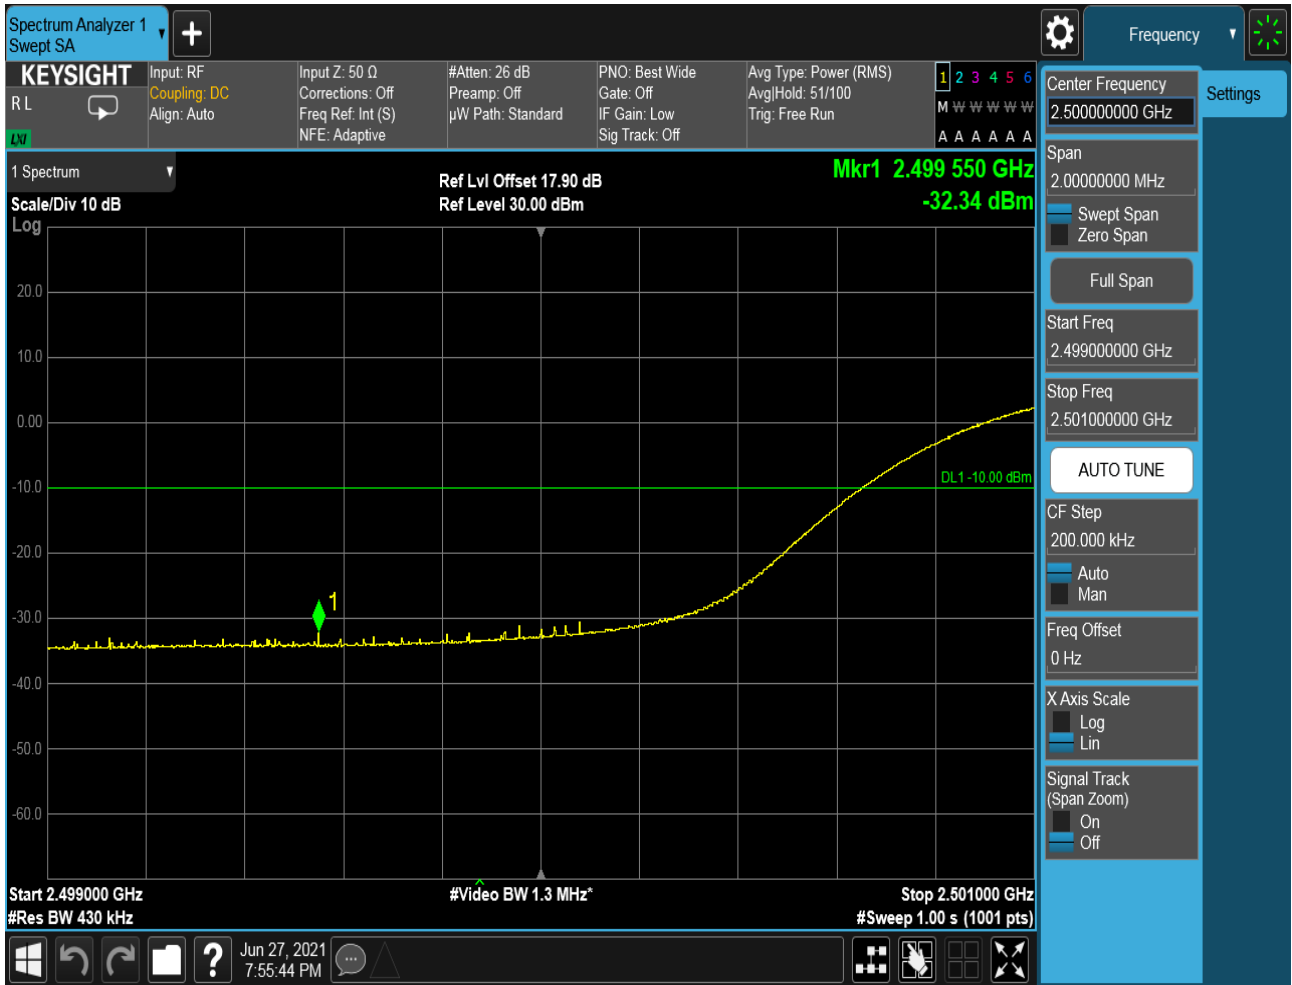 Spectrum Analyzer 1
Swept SA
Frequency
KEYSIGHT
R L
LXI
Input: RF
Coupling: DC
Align: Auto
Input Z: 50 Ω
Corrections: Off
Freq Ref: Int (S)
NFE: Adaptive
#Atten: 26 dB
Preamp: Off
µW Path: Standard
PNO: Best Wide
Gate: Off
IF Gain: Low
Sig Track: Off
Avg Type: Power (RMS)
Avg|Hold: 51/100
Trig: Free Run
1 2 3 4 5 6
M W W W W W
A A A A A A
1 Spectrum
Scale/Div 10 dB
Log
Ref Lvl Offset 17.90 dB
Ref Level 30.00 dBm
Mkr1 2.499 550 GHz
-32.34 dBm
20.0
10.0
0.00
-10.0
-20.0
-30.0
-40.0
-50.0
-60.0
DL1 -10.00 dBm
1
Start 2.499000 GHz
#Res BW 430 kHz
#Video BW 1.3 MHz*
Stop 2.501000 GHz
#Sweep 1.00 s (1001 pts)
Jun 27, 2021
7:55:44 PM
Center Frequency
2.500000000 GHz
Settings
Span
2.00000000 MHz
Swept Span
Zero Span
Full Span
Start Freq
2.499000000 GHz
Stop Freq
2.501000000 GHz
AUTO TUNE
CF Step
200.000 kHz
Auto
Man
Freq Offset
0 Hz
X Axis Scale
Log
Lin
Signal Track
(Span Zoom)
On
Off